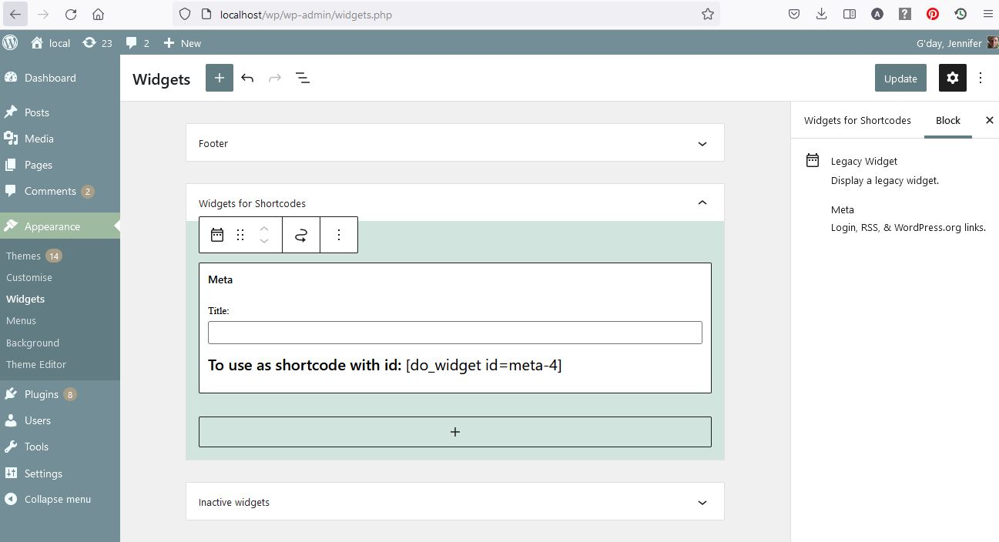 localhost/wp/wp-admin/widgets.php
local 23 2 New G'day, Jennifer
Dashboard
Posts
Media
Pages
Comments 2
Appearance
Themes 14
Customise
Widgets
Menus
Background
Theme Editor
Plugins 8
Users
Tools
Settings
Collapse menu
Widgets
Update
Footer
Widgets for Shortcodes
Meta
Title:
To use as shortcode with id: [do_widget id=meta-4]
Inactive widgets
Widgets for Shortcodes Block
Legacy Widget
Display a legacy widget.
Meta
Login, RSS, & WordPress.org links.